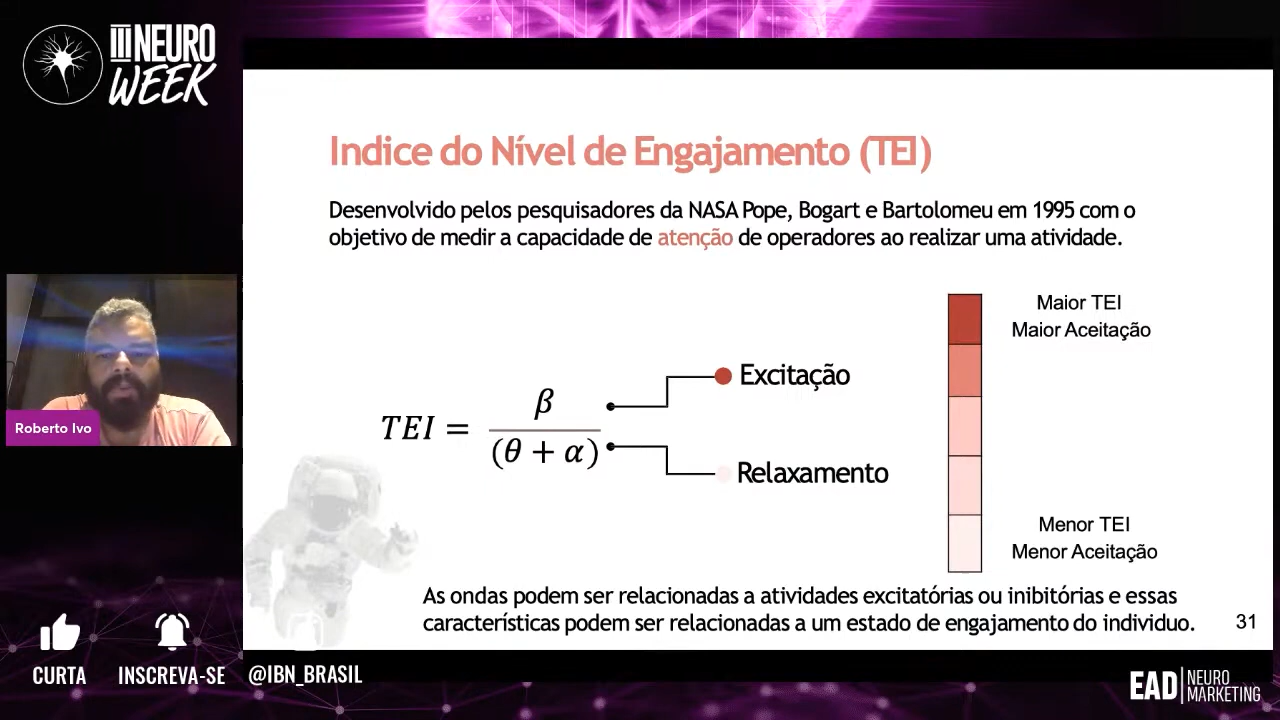 III NEURO
WEEK
Indice do Nível de Engajamento (TEI)
Desenvolvido pelos pesquisadores da NASA Pope, Bogart e Bartolomeu em 1995 com o
objetivo de medir a capacidade de atenção de operadores ao realizar uma atividade.
Maior TEI
Maior Aceitação
Excitação
TEI = β / (θ + α)
Relaxamento
Roberto Ivo
Menor TEI
Menor Aceitação
As ondas podem ser relacionadas a atividades excitatórias ou inibitórias e essas
características podem ser relacionadas a um estado de engajamento do individuo.
31
CURTA
INSCREVA-SE
@IBN_BRASIL
EAD NEURO
MARKETING